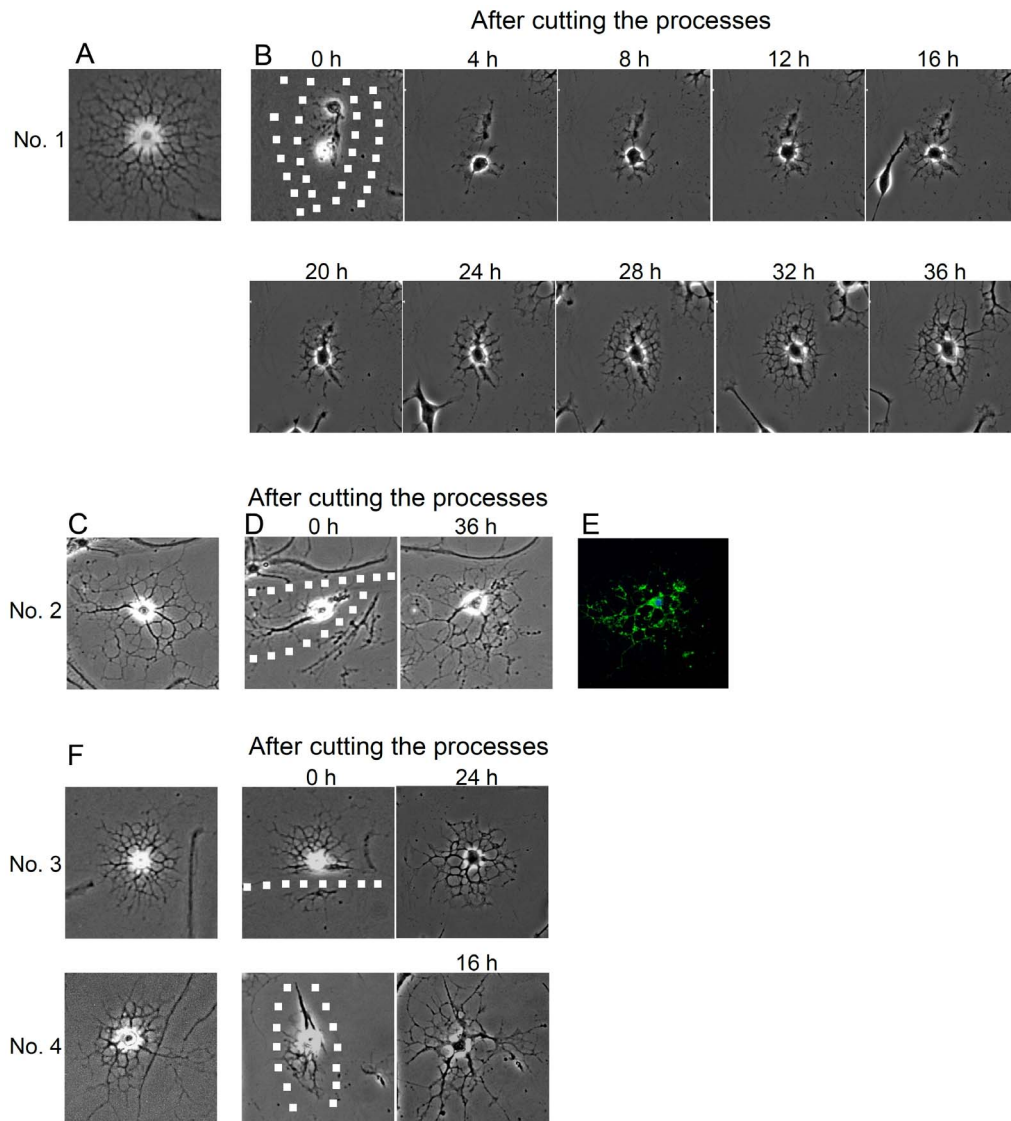 After cutting the processes
A
B
0 h
4 h
8 h
12 h
16 h
No. 1
20 h
24 h
28 h
32 h
36 h
After cutting the processes
C
D
0 h
36 h
E
No. 2
After cutting the processes
F
0 h
24 h
No. 3
16 h
No. 4